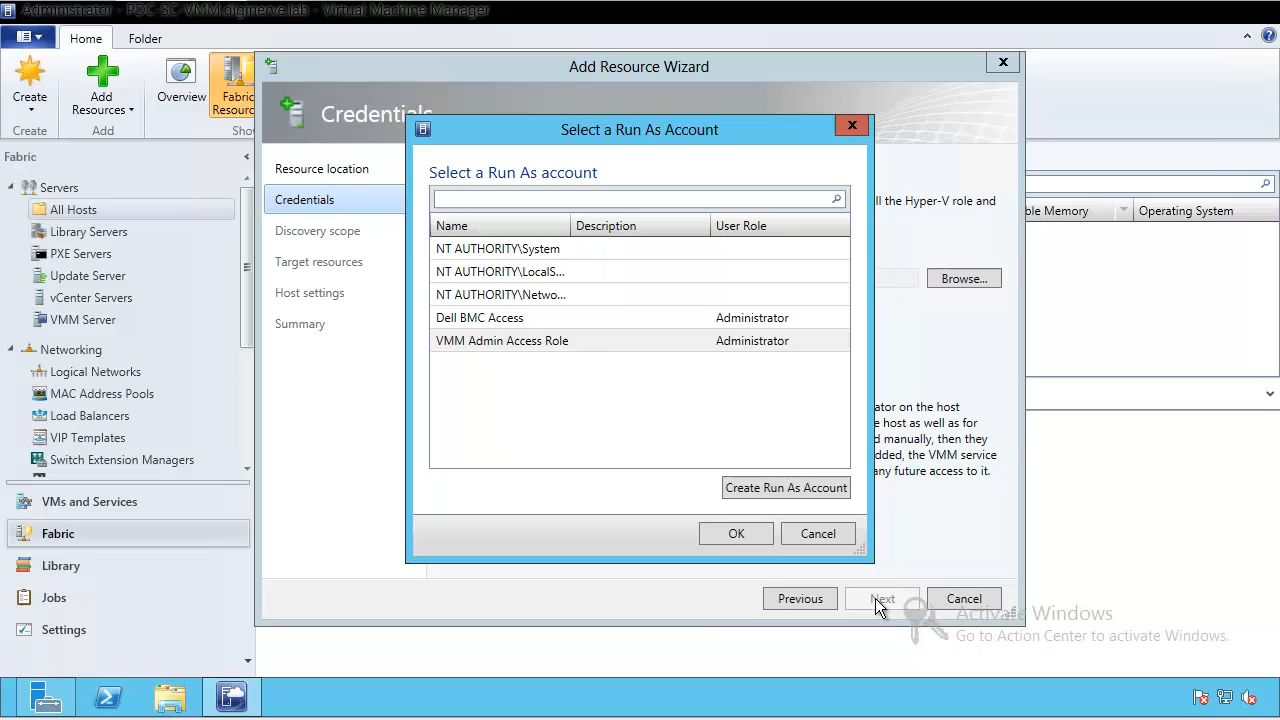 Administrator - PDC-SC-VMM.diginerve.lab - Virtual Machine Manager
Home
Folder
Create
Add
Resources
Overview
Fabric
Resourc
Create
Add
Sho
Add Resource Wizard
Credentials
Resource location
Credentials
Discovery scope
Target resources
Host settings
Summary
Select a Run As Account
Select a Run As account
Name
Description
User Role
NT AUTHORITY\System
NT AUTHORITY\LocalS...
NT AUTHORITY\Netwo...
Dell BMC Access
Administrator
VMM Admin Access Role
Administrator
Create Run As Account
OK
Cancel
ll the Hyper-V role and
Browse...
ator on the host
e host as well as for
d manually, then they
dded, the VMM service
any future access to it.
Previous
Next
Cancel
ble Memory
Operating System
Fabric
Servers
All Hosts
Library Servers
PXE Servers
Update Server
vCenter Servers
VMM Server
Networking
Logical Networks
MAC Address Pools
Load Balancers
VIP Templates
Switch Extension Managers
VMs and Services
Fabric
Library
Jobs
Settings
Activate Windows
Go to Action Center to activate Windows.